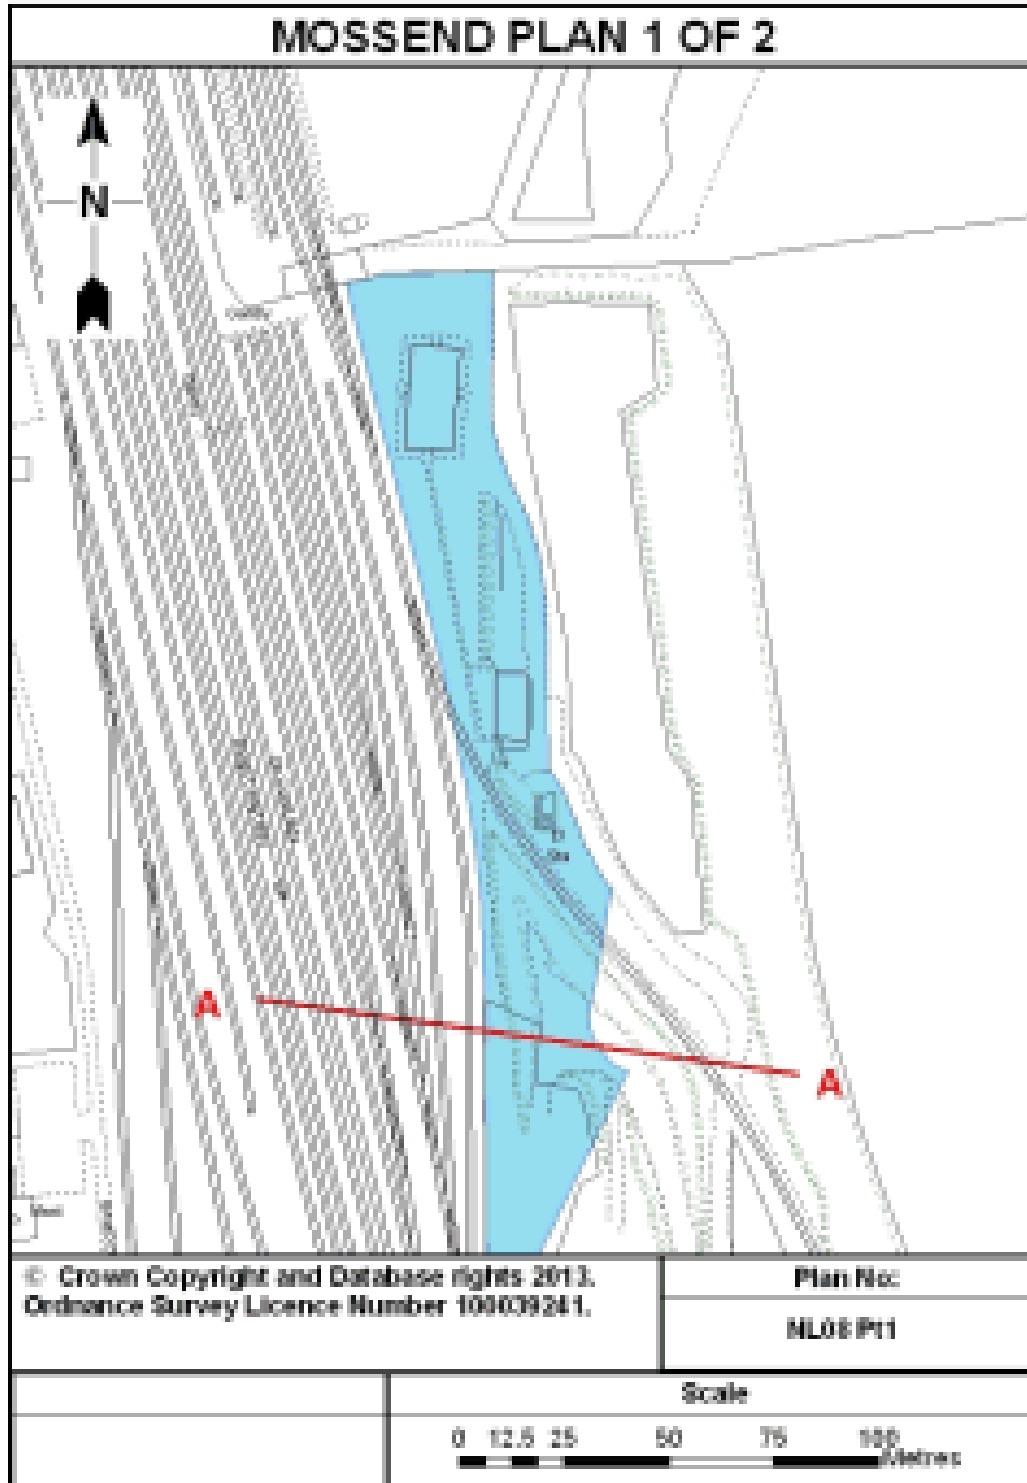 MOSSEND PLAN 1 OF 2
N
A
A
© Crown Copyright and Database rights 2013.
Ordnance Survey Licence Number 100039241.
Plan No:
NL08 Pt1
Scale
0 12.5 25 50 75 100
Metres